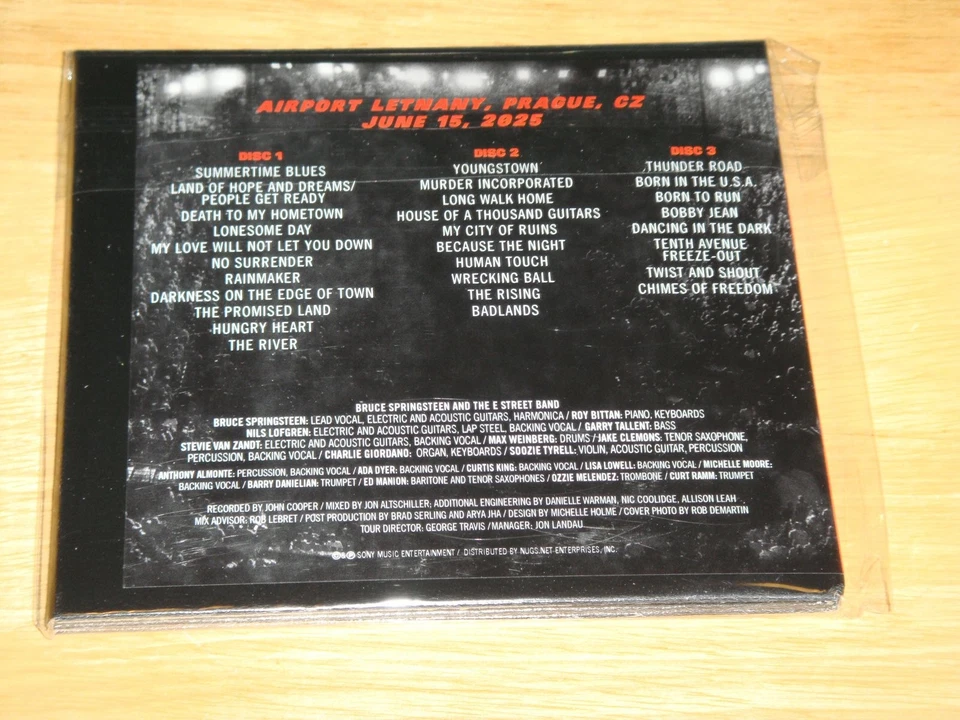 AIRPORT LETNANY, PRAGUE, CZ
JUNE 15, 2025
DISC 1
SUMMERTIME BLUES
LAND OF HOPE AND DREAMS/
PEOPLE GET READY
DEATH TO MY HOMETOWN
LONESOME DAY
MY LOVE WILL NOT LET YOU DOWN
NO SURRENDER
RAINMAKER
DARKNESS ON THE EDGE OF TOWN
THE PROMISED LAND
HUNGRY HEART
THE RIVER
DISC 2
YOUNGSTOWN
MURDER INCORPORATED
LONG WALK HOME
HOUSE OF A THOUSAND GUITARS
MY CITY OF RUINS
BECAUSE THE NIGHT
HUMAN TOUCH
WRECKING BALL
THE RISING
BADLANDS
DISC 3
THUNDER ROAD
BORN IN THE U.S.A.
BORN TO RUN
BOBBY JEAN
DANCING IN THE DARK
TENTH AVENUE
FREEZE-OUT
TWIST AND SHOUT
CHIMES OF FREEDOM
BRUCE SPRINGSTEEN AND THE E STREET BAND
BRUCE SPRINGSTEEN: LEAD VOCAL, ELECTRIC AND ACOUSTIC GUITARS, HARMONICA / ROY BITTAN: PIANO, KEYBOARDS
NILS LOFGREN: ELECTRIC AND ACOUSTIC GUITARS, LAP STEEL, BACKING VOCAL / GARRY TALLENT: BASS
STEVIE VAN ZANDT: ELECTRIC AND ACOUSTIC GUITARS, BACKING VOCAL / MAX WEINBERG: DRUMS / JAKE CLEMONS: TENOR SAXOPHONE,
PERCUSSION, BACKING VOCAL / CHARLIE GIORDANO: ORGAN, KEYBOARDS / SOOZIE TYRELL: VIOLIN, ACOUSTIC GUITAR, PERCUSSION
ANTHONY ALMONTE: PERCUSSION, BACKING VOCAL / ADA DYER: BACKING VOCAL / CURTIS KING: BACKING VOCAL / LISA LOWELL: BACKING VOCAL / MICHELLE MOORE:
BACKING VOCAL / BARRY DANIELIAN: TRUMPET / ED MANION: BARITONE AND TENOR SAXOPHONES / OZZIE MELENDEZ: TROMBONE / CURT RAMM: TRUMPET
RECORDED BY JOHN COOPER / MIXED BY JON ALTSCHILLER; ADDITIONAL ENGINEERING BY DANIELLE WARMAN, NIC COOLIDGE, ALLISON LEAH
MIX ADVISOR: ROB LEBRET / POST PRODUCTION BY BRAD SERLING AND ARYA JHA / DESIGN BY MICHELLE HOLME / COVER PHOTO BY ROB DEMARTIN
TOUR DIRECTOR: GEORGE TRAVIS / MANAGER: JON LANDAU
©&℗ SONY MUSIC ENTERTAINMENT / DISTRIBUTED BY NUGS.NET ENTERPRISES, INC.